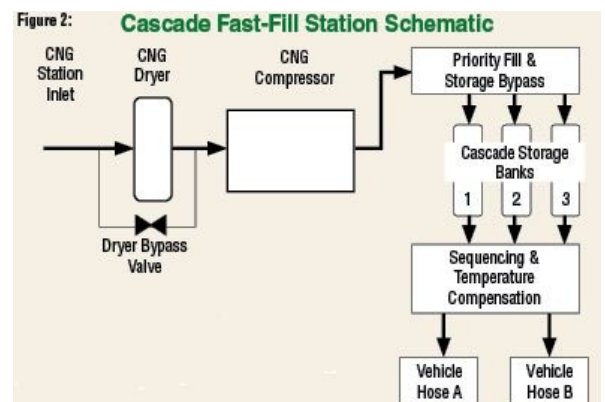 Figure 2:
Cascade Fast-Fill Station Schematic
CNG
Station
Inlet
CNG
Dryer
CNG
Compressor
Priority Fill &
Storage Bypass
Cascade Storage
Banks
1 2 3
Dryer Bypass
Valve
Sequencing &
Temperature
Compensation
Vehicle
Hose A
Vehicle
Hose B